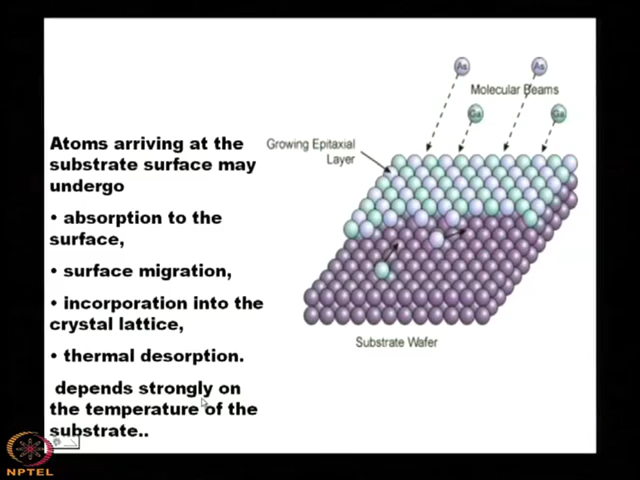 Atoms arriving at the
substrate surface may
undergo
• absorption to the
surface,
• surface migration,
• incorporation into the
crystal lattice,
• thermal desorption.
depends strongly on
the temperature of the
substrate..
As
As
Molecular Beams
Ga
Ga
Growing Epitaxial
Layer
Substrate Wafer
NPTEL